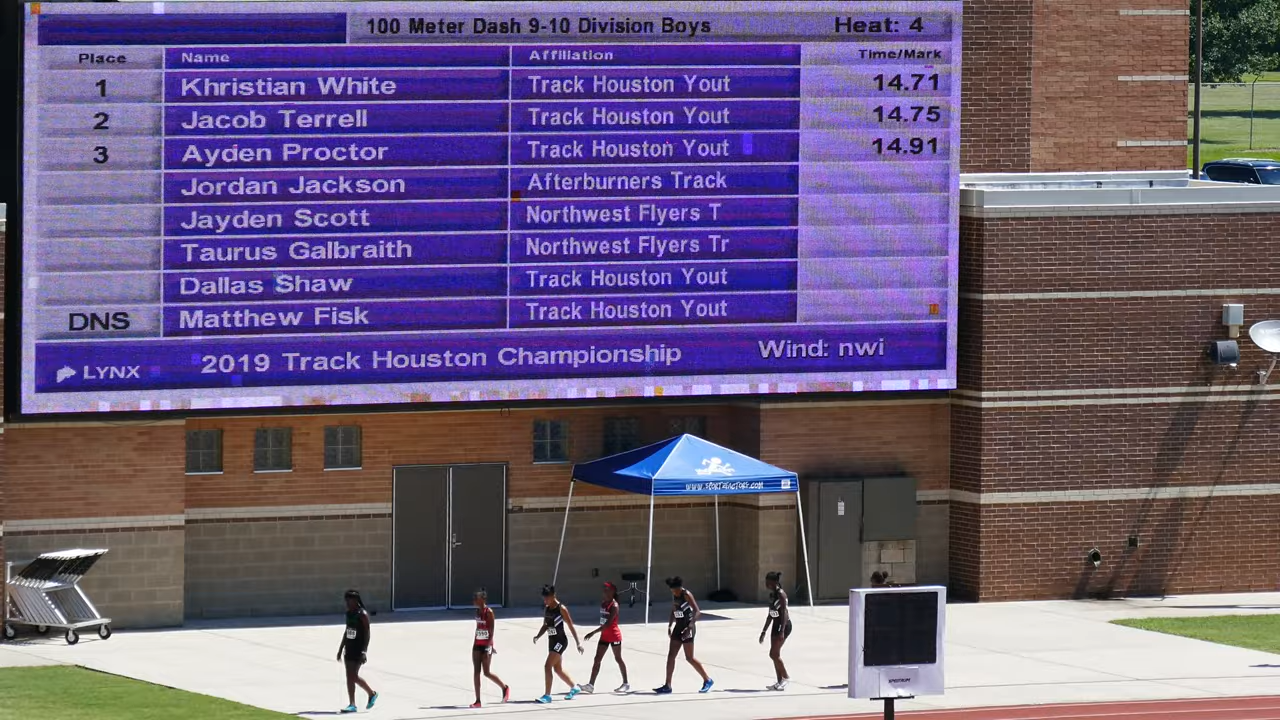 100 Meter Dash 9-10 Division Boys Heat: 4
Place Name Affiliation Time/Mark
1 Khristian White Track Houston Yout 14.71
2 Jacob Terrell Track Houston Yout 14.75
3 Ayden Proctor Track Houston Yout 14.91
Jordan Jackson Afterburners Track
Jayden Scott Northwest Flyers T
Taurus Galbraith Northwest Flyers Tr
Dallas Shaw Track Houston Yout
DNS Matthew Fisk Track Houston Yout
LYNX 2019 Track Houston Championship Wind: nwi
WWW.SPORTFACTORY.COM
SPECTRUM